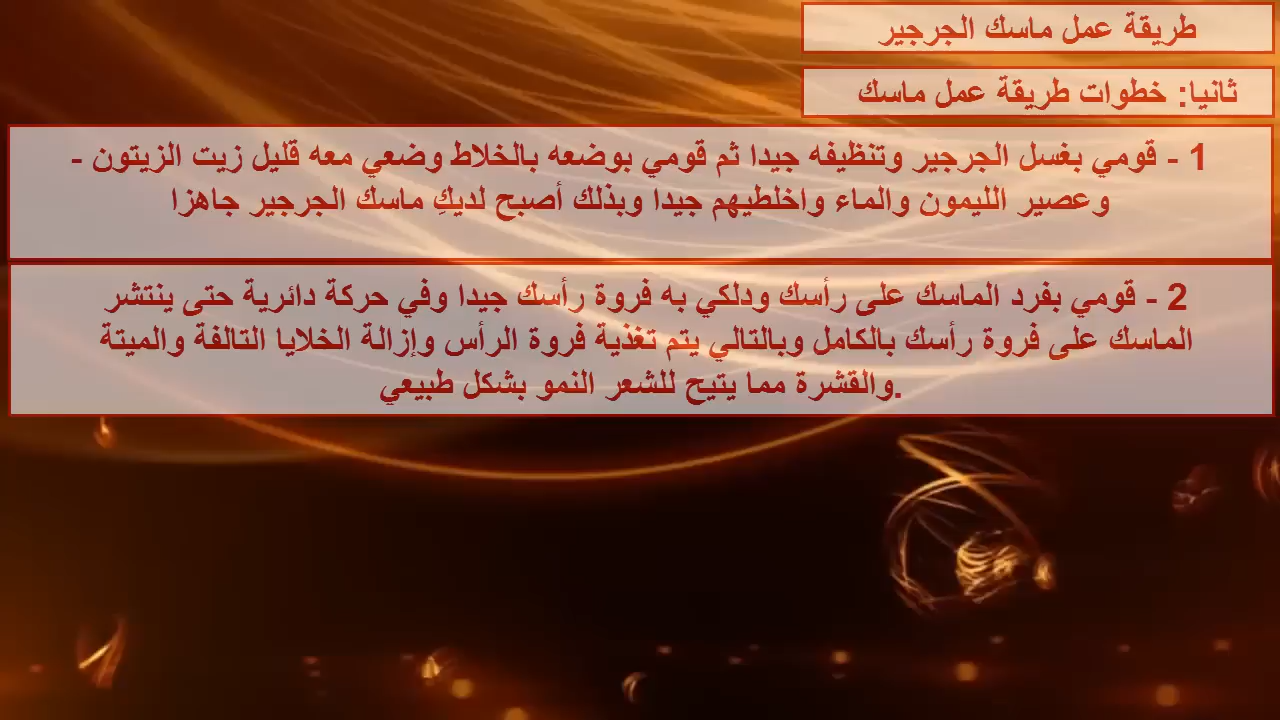 طريقة عمل ماسك الجرجير
ثانيا: خطوات طريقة عمل ماسك
1 - قومي بغسل الجرجير وتنظيفه جيدا ثم قومي بوضعه بالخلاط وضعي معه قليل زيت الزيتون -
وعصير الليمون والماء واخلطيهم جيدا وبذلك أصبح لديكِ ماسك الجرجير جاهزا
2 - قومي بفرد الماسك على رأسك ودلكي به فروة رأسك جيدا وفي حركة دائرية حتى ينتشر
الماسك على فروة رأسك بالكامل وبالتالي يتم تغذية فروة الرأس وإزالة الخلايا التالفة والميتة
.والقشرة مما يتيح للشعر النمو بشكل طبيعي